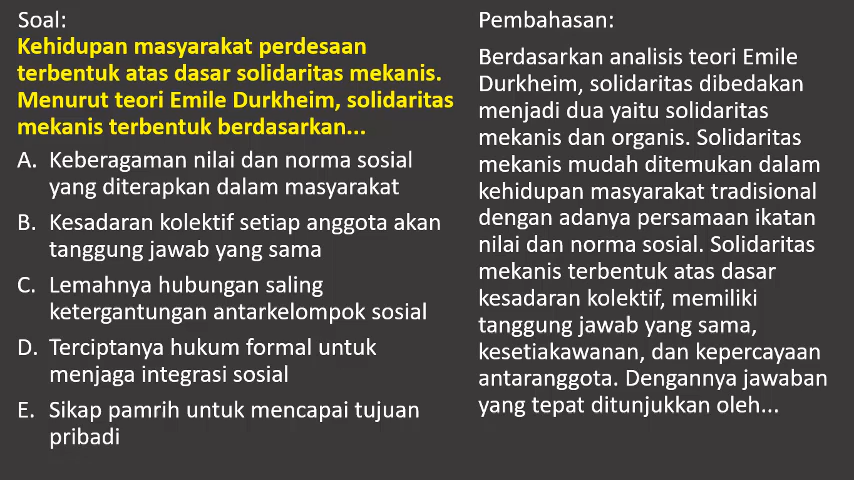 Soal:
Kehidupan masyarakat perdesaan
terbentuk atas dasar solidaritas mekanis.
Menurut teori Emile Durkheim, solidaritas
mekanis terbentuk berdasarkan...
A. Keberagaman nilai dan norma sosial
yang diterapkan dalam masyarakat
B. Kesadaran kolektif setiap anggota akan
tanggung jawab yang sama
C. Lemahnya hubungan saling
ketergantungan antarkelompok sosial
D. Terciptanya hukum formal untuk
menjaga integrasi sosial
E. Sikap pamrih untuk mencapai tujuan
pribadi
Pembahasan:
Berdasarkan analisis teori Emile
Durkheim, solidaritas dibedakan
menjadi dua yaitu solidaritas
mekanis dan organis. Solidaritas
mekanis mudah ditemukan dalam
kehidupan masyarakat tradisional
dengan adanya persamaan ikatan
nilai dan norma sosial. Solidaritas
mekanis terbentuk atas dasar
kesadaran kolektif, memiliki
tanggung jawab yang sama,
kesetiakawanan, dan kepercayaan
antaranggota. Dengannya jawaban
yang tepat ditunjukkan oleh...